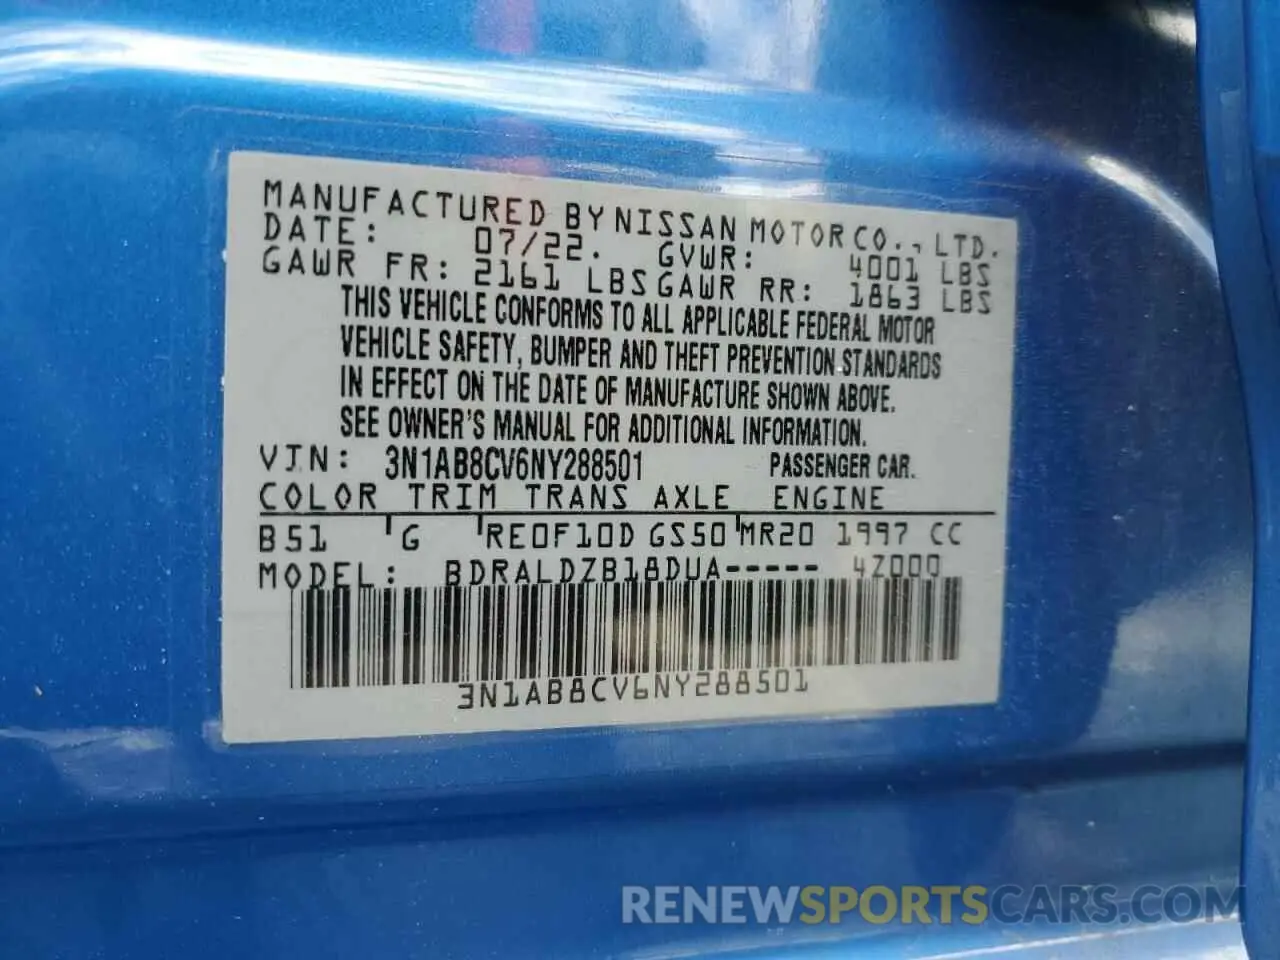 MANUFACTURED BY NISSAN MOTOR CO., LTD.
DATE: 07/22. GVWR: 4001 LBS
GAWR FR: 2161 LBS GAWR RR: 1863 LBS
THIS VEHICLE CONFORMS TO ALL APPLICABLE FEDERAL MOTOR
VEHICLE SAFETY, BUMPER AND THEFT PREVENTION STANDARDS
IN EFFECT ON THE DATE OF MANUFACTURE SHOWN ABOVE.
SEE OWNER'S MANUAL FOR ADDITIONAL INFORMATION.
VIN: 3N1AB8CV6NY288501 PASSENGER CAR.
COLOR TRIM TRANS AXLE ENGINE
B51 G RE0F10D GS50 MR20 1997 CC
MODEL: BDRALDZB18DUA----- 4Z000
3N1AB8CV6NY288501
RENEWSPORTSCARS.COM